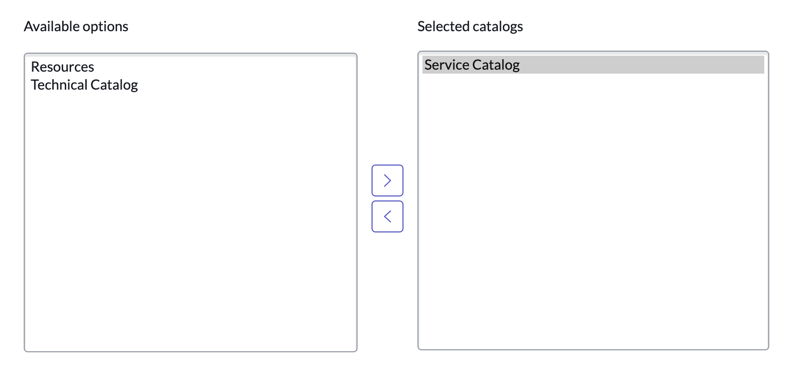 Available options
Resources
Technical Catalog
Selected catalogs
Service Catalog